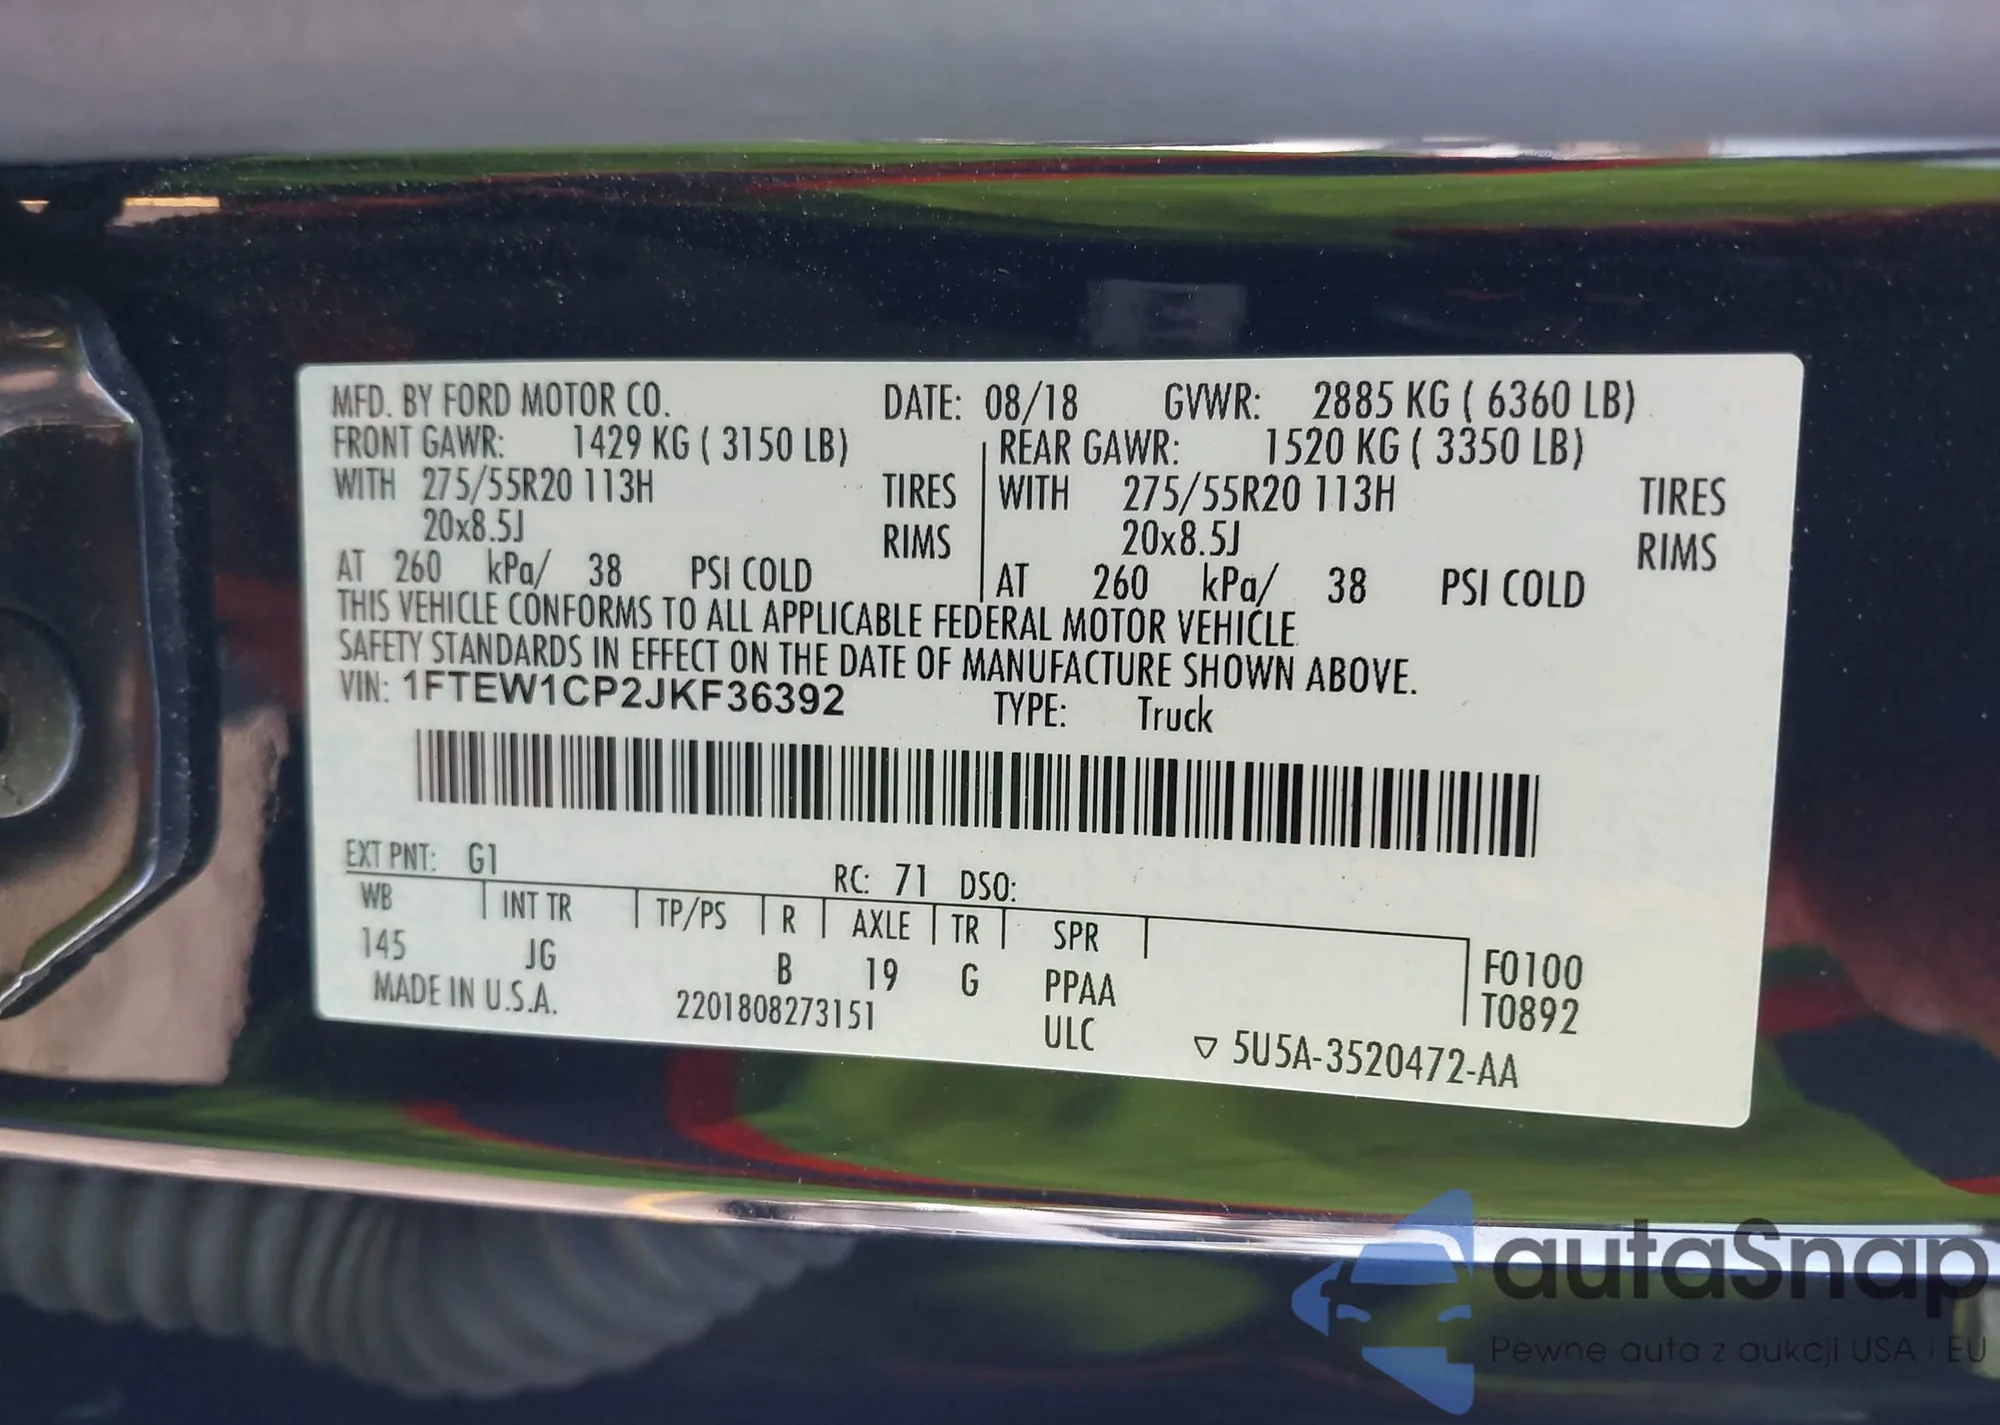 MFD. BY FORD MOTOR CO. DATE: 08/18 GVWR: 2885 KG ( 6360 LB)
FRONT GAWR: 1429 KG ( 3150 LB) REAR GAWR: 1520 KG ( 3350 LB)
WITH 275/55R20 113H TIRES WITH 275/55R20 113H TIRES
20x8.5J RIMS 20x8.5J RIMS
AT 260 kPa/ 38 PSI COLD AT 260 kPa/ 38 PSI COLD
THIS VEHICLE CONFORMS TO ALL APPLICABLE FEDERAL MOTOR VEHICLE
SAFETY STANDARDS IN EFFECT ON THE DATE OF MANUFACTURE SHOWN ABOVE.
VIN: 1FTEW1CP2JKF36392 TYPE: Truck
EXT PNT: G1 RC: 71 DSO:
WB INT TR TP/PS R AXLE TR SPR
145 JG B 19 G PPAA F0100
MADE IN U.S.A. 2201808273151 ULC T0892
▽ 5U5A-3520472-AA
autaSnap
Pewne auta z aukcji USA i EU